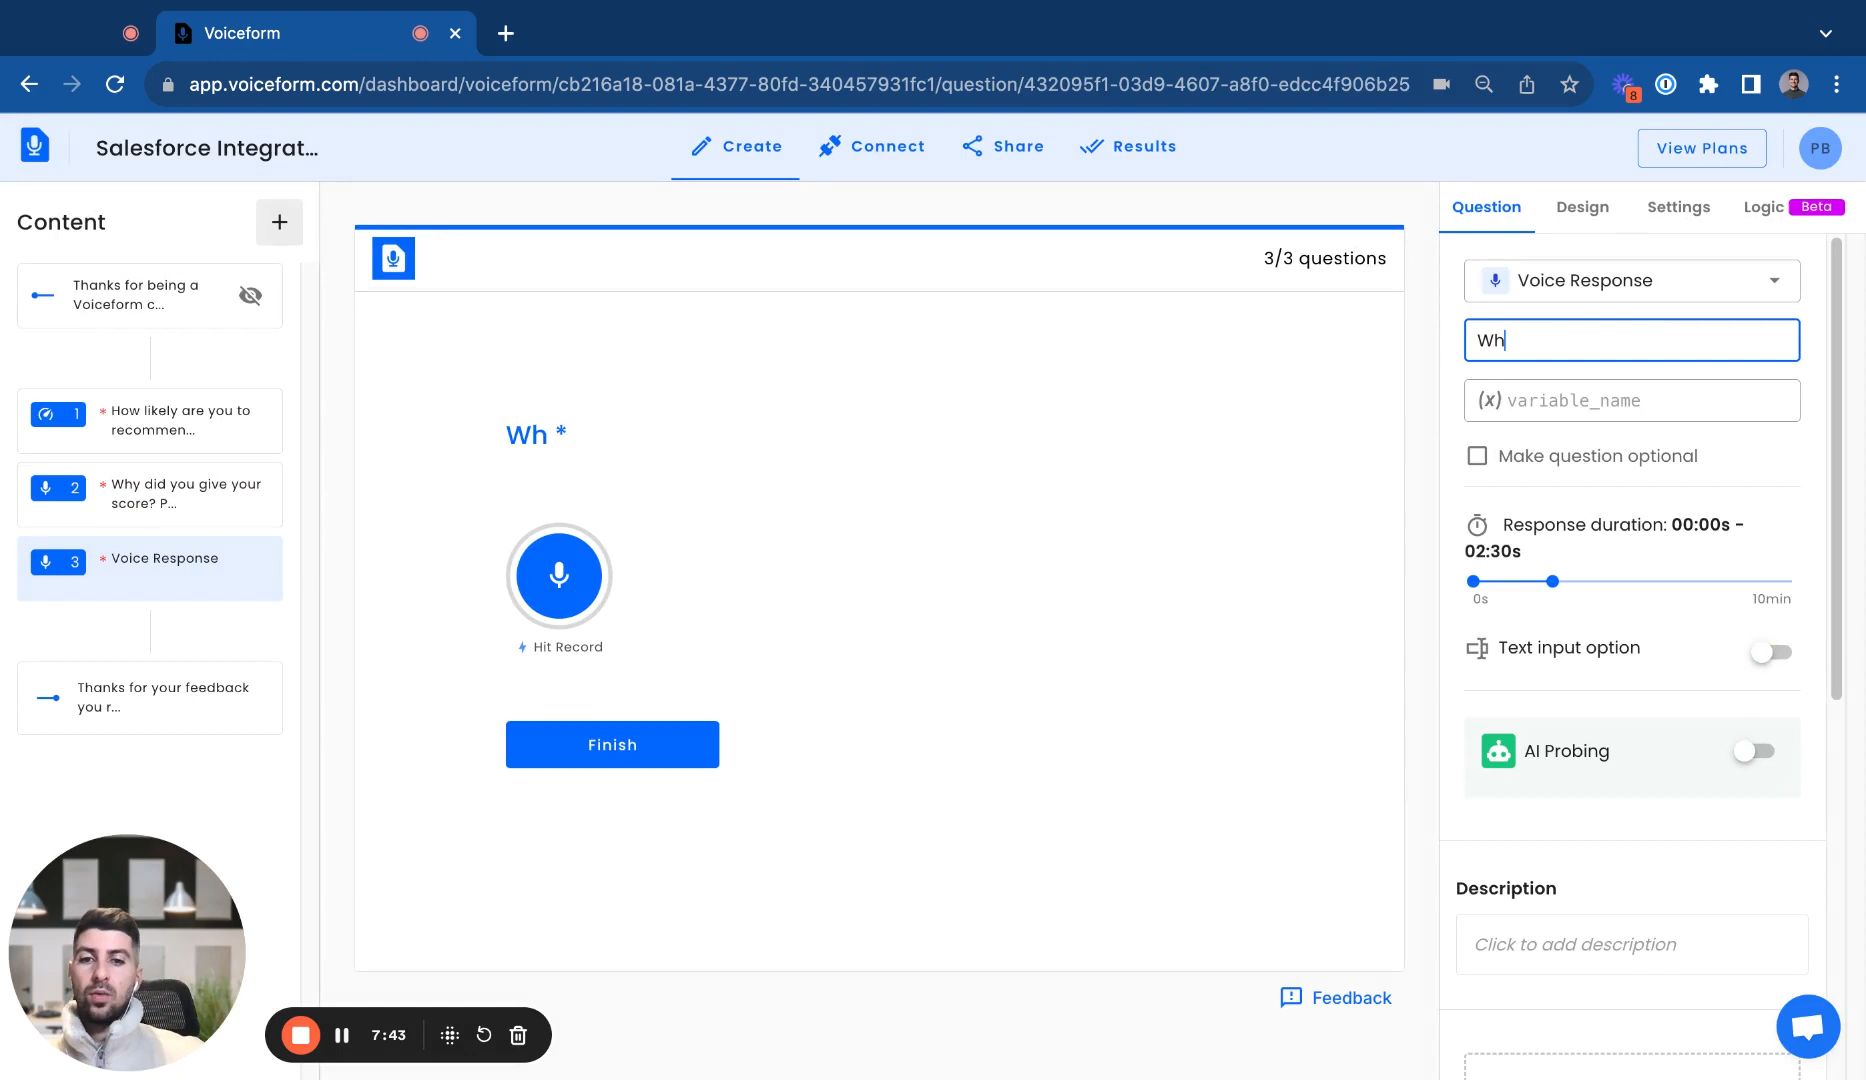 Voiceform
app.voiceform.com/dashboard/voiceform/cb216a18-081a-4377-80fd-340457931fc1/question/432095f1-03d9-4607-a8f0-edcc4f906b25
8
Salesforce Integrat...
Create
Connect
Share
Results
View Plans
PB
Content
Thanks for being a
Voiceform c...
1
* How likely are you to
recommen...
2
* Why did you give your
score? P...
3
* Voice Response
Thanks for your feedback
you r...
3/3 questions
Wh *
Hit Record
Finish
Feedback
7:43
Question
Design
Settings
Logic Beta
Voice Response
Wh
(x) variable_name
Make question optional
Response duration: 00:00s -
02:30s
0s
10min
Text input option
AI Probing
Description
Click to add description